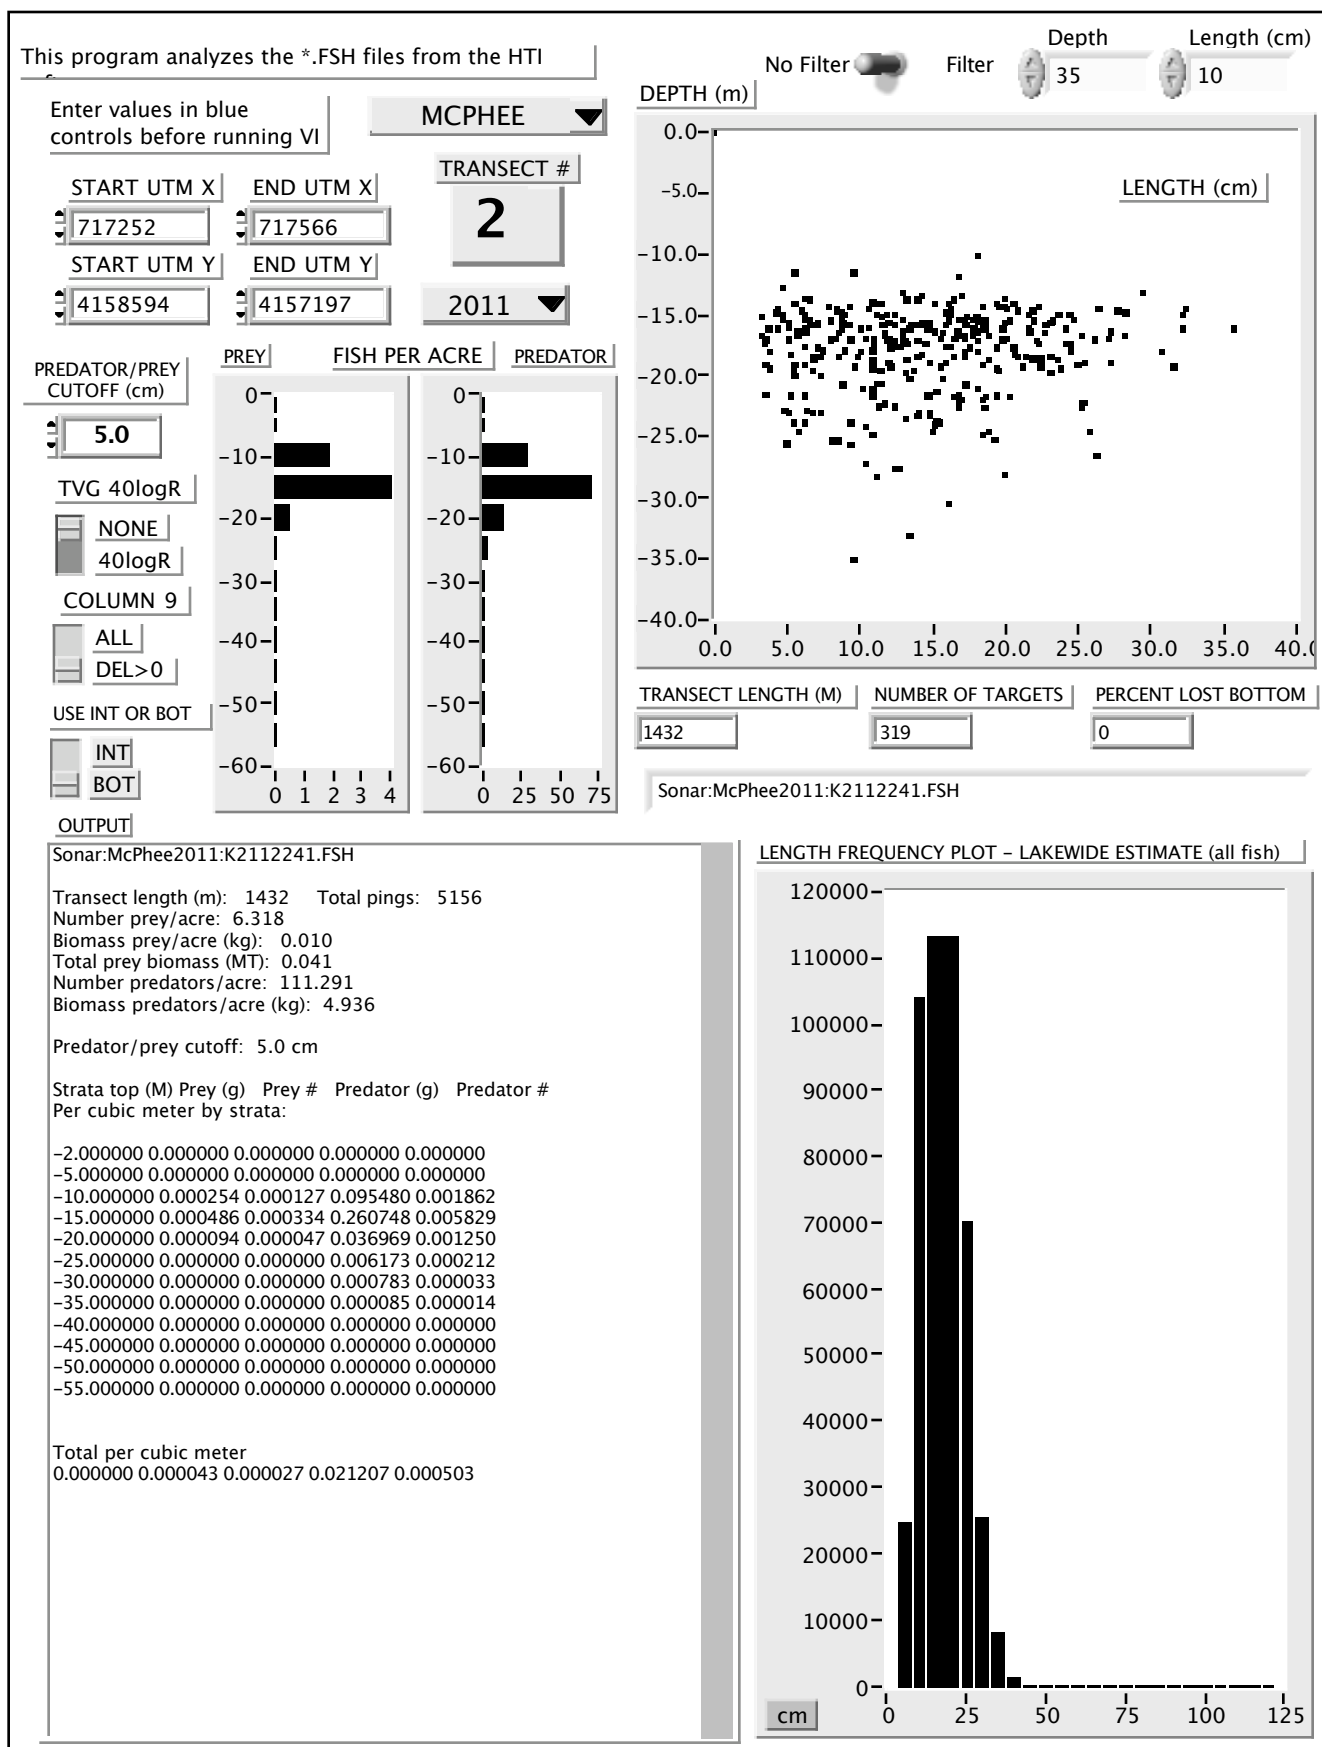 This program analyzes the *.FSH files from the HTI
No Filter
Filter
Depth
35
Length (cm)
10
Enter values in blue
controls before running VI
MCPHEE
TRANSECT #
2
2011
START UTM X
717252
END UTM X
717566
START UTM Y
4158594
END UTM Y
4157197
DEPTH (m)
LENGTH (cm)
0.0
-5.0
-10.0
-15.0
-20.0
-25.0
-30.0
-35.0
-40.0
0.0 5.0 10.0 15.0 20.0 25.0 30.0 35.0 40.0
PREDATOR/PREY
CUTOFF (cm)
5.0
TVG 40logR
NONE
40logR
COLUMN 9
ALL
DEL>0
USE INT OR BOT
INT
BOT
PREY
FISH PER ACRE
PREDATOR
0
-10
-20
-30
-40
-50
-60
0 1 2 3 4
0
-10
-20
-30
-40
-50
-60
0 25 50 75
TRANSECT LENGTH (M)
1432
NUMBER OF TARGETS
319
PERCENT LOST BOTTOM
0
Sonar:McPhee2011:K2112241.FSH
OUTPUT
Sonar:McPhee2011:K2112241.FSH
Transect length (m): 1432 Total pings: 5156
Number prey/acre: 6.318
Biomass prey/acre (kg): 0.010
Total prey biomass (MT): 0.041
Number predators/acre: 111.291
Biomass predators/acre (kg): 4.936
Predator/prey cutoff: 5.0 cm
Strata top (M) Prey (g) Prey # Predator (g) Predator #
Per cubic meter by strata:
-2.000000 0.000000 0.000000 0.000000 0.000000
-5.000000 0.000000 0.000000 0.000000 0.000000
-10.000000 0.000254 0.000127 0.095480 0.001862
-15.000000 0.000486 0.000334 0.260748 0.005829
-20.000000 0.000094 0.000047 0.036969 0.001250
-25.000000 0.000000 0.000000 0.006173 0.000212
-30.000000 0.000000 0.000000 0.000783 0.000033
-35.000000 0.000000 0.000000 0.000085 0.000014
-40.000000 0.000000 0.000000 0.000000 0.000000
-45.000000 0.000000 0.000000 0.000000 0.000000
-50.000000 0.000000 0.000000 0.000000 0.000000
-55.000000 0.000000 0.000000 0.000000 0.000000
Total per cubic meter
0.000000 0.000043 0.000027 0.021207 0.000503
LENGTH FREQUENCY PLOT - LAKEWIDE ESTIMATE (all fish)
120000
110000
100000
90000
80000
70000
60000
50000
40000
30000
20000
10000
0
cm
0 25 50 75 100 125